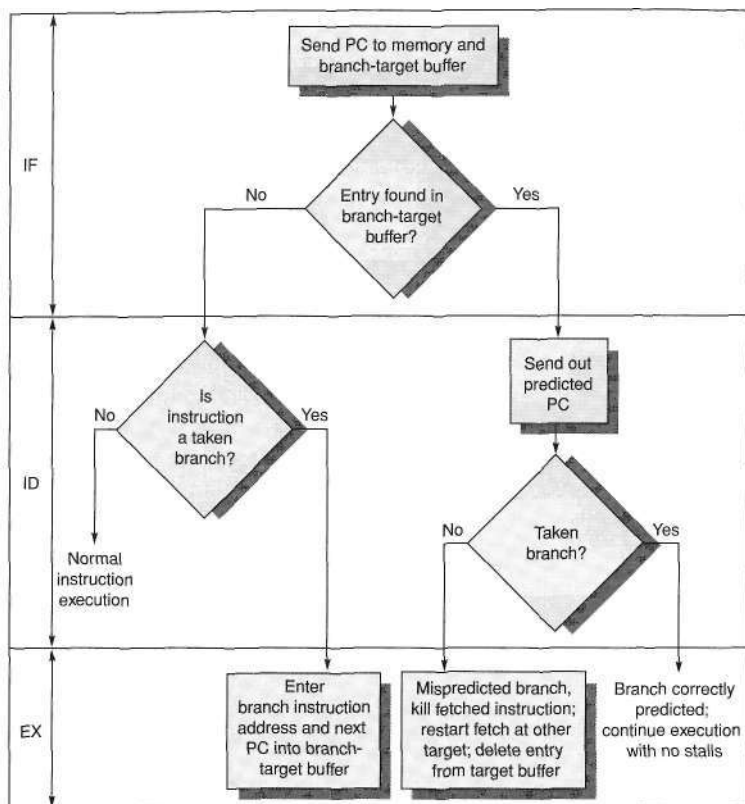 Send PC to memory and
branch-target buffer
IF
No
Entry found in
branch-target
buffer?
Yes
ID
No
Is
instruction
a taken
branch?
Yes
Send out
predicted
PC
Normal
instruction
execution
No
Taken
branch?
Yes
EX
Enter
branch instruction
address and next
PC into branch-
target buffer
Mispredicted branch,
kill fetched instruction;
restart fetch at other
target; delete entry
from target buffer
Branch correctly
predicted;
continue execution
with no stalls